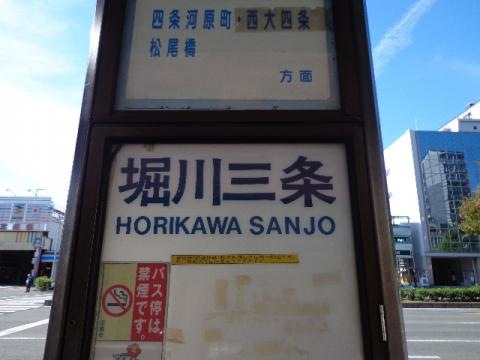 四条河原町・西大四条
松尾橋
方面
堀川三条
HORIKAWA SANJO
バス停は
禁煙です。